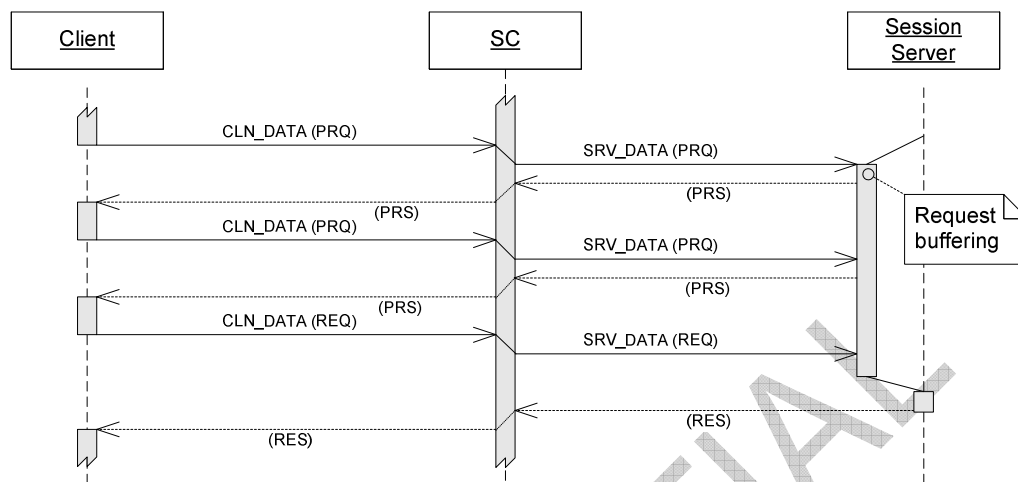 Client
SC
Session
Server
CLN_DATA (PRQ)
SRV_DATA (PRQ)
(PRS)
(PRS)
Request
buffering
CLN_DATA (PRQ)
SRV_DATA (PRQ)
(PRS)
(PRS)
CLN_DATA (REQ)
SRV_DATA (REQ)
(RES)
(RES)
TIAL